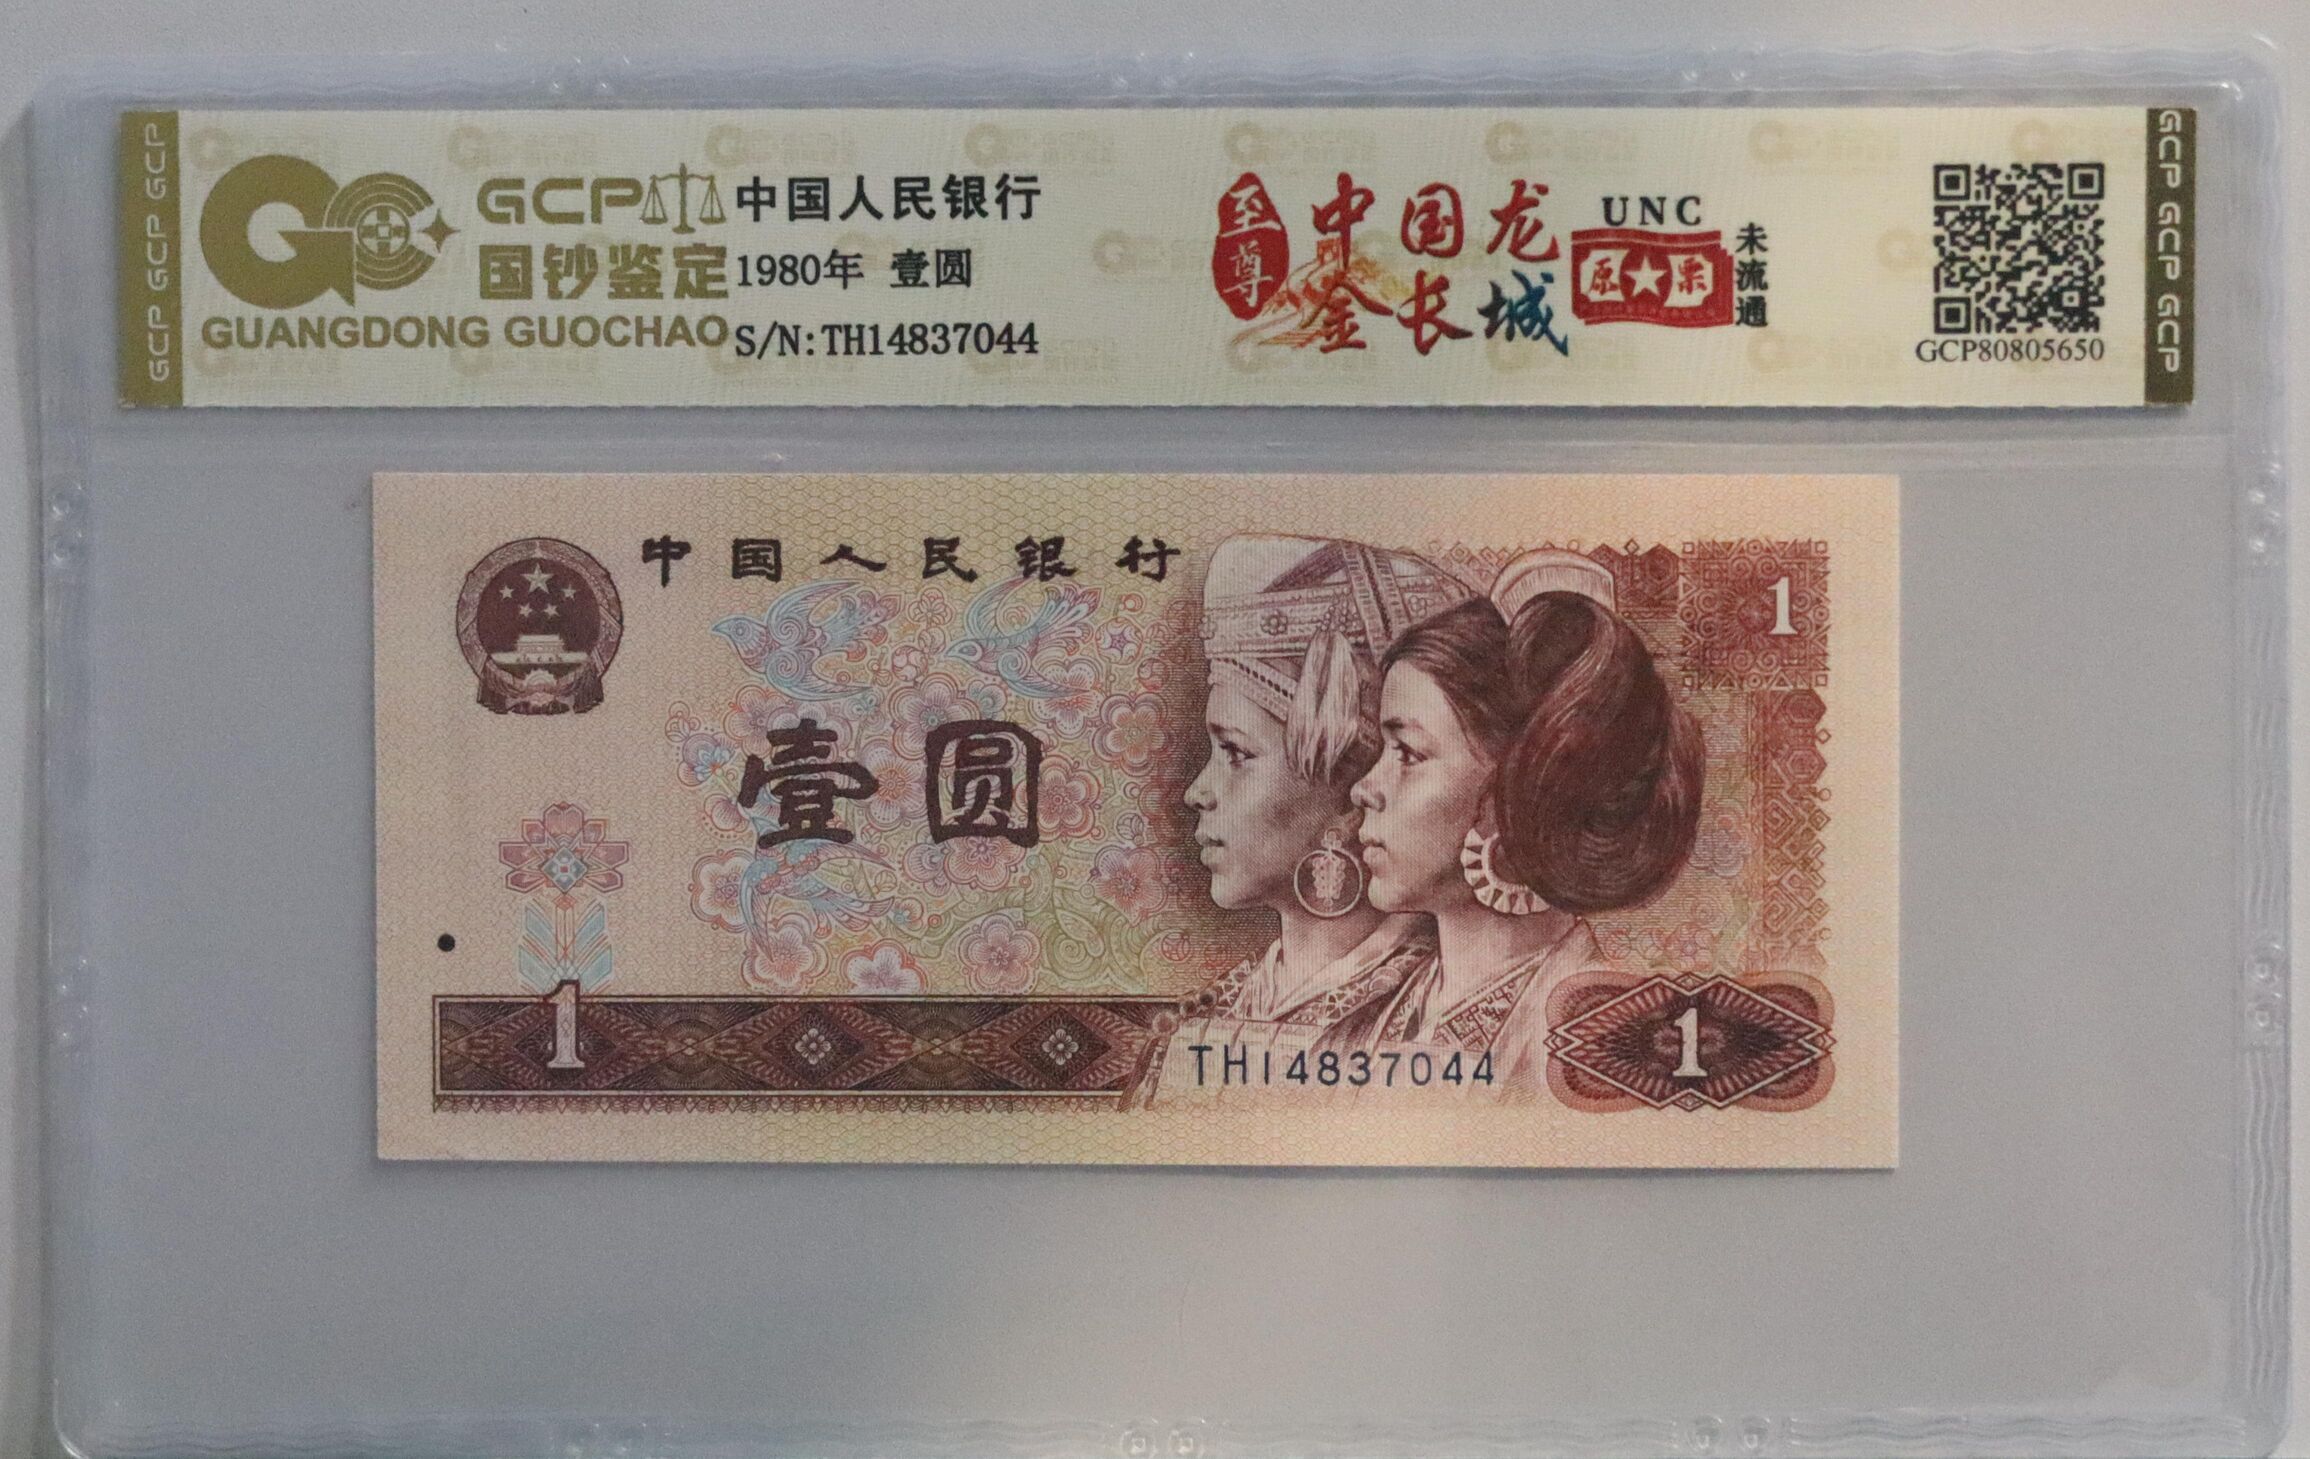 GCP GCP GCP
GCP
国钞鉴定
GUANGDONG GUOCHAO
中国人民银行
1980年 壹圆
S/N:TH14837044
至尊
中国龙
金长城
UNC
原票
未流通
GCP80805650
GCP GCP GCP
中国人民银行
1
壹圆
1
TH14837044
1